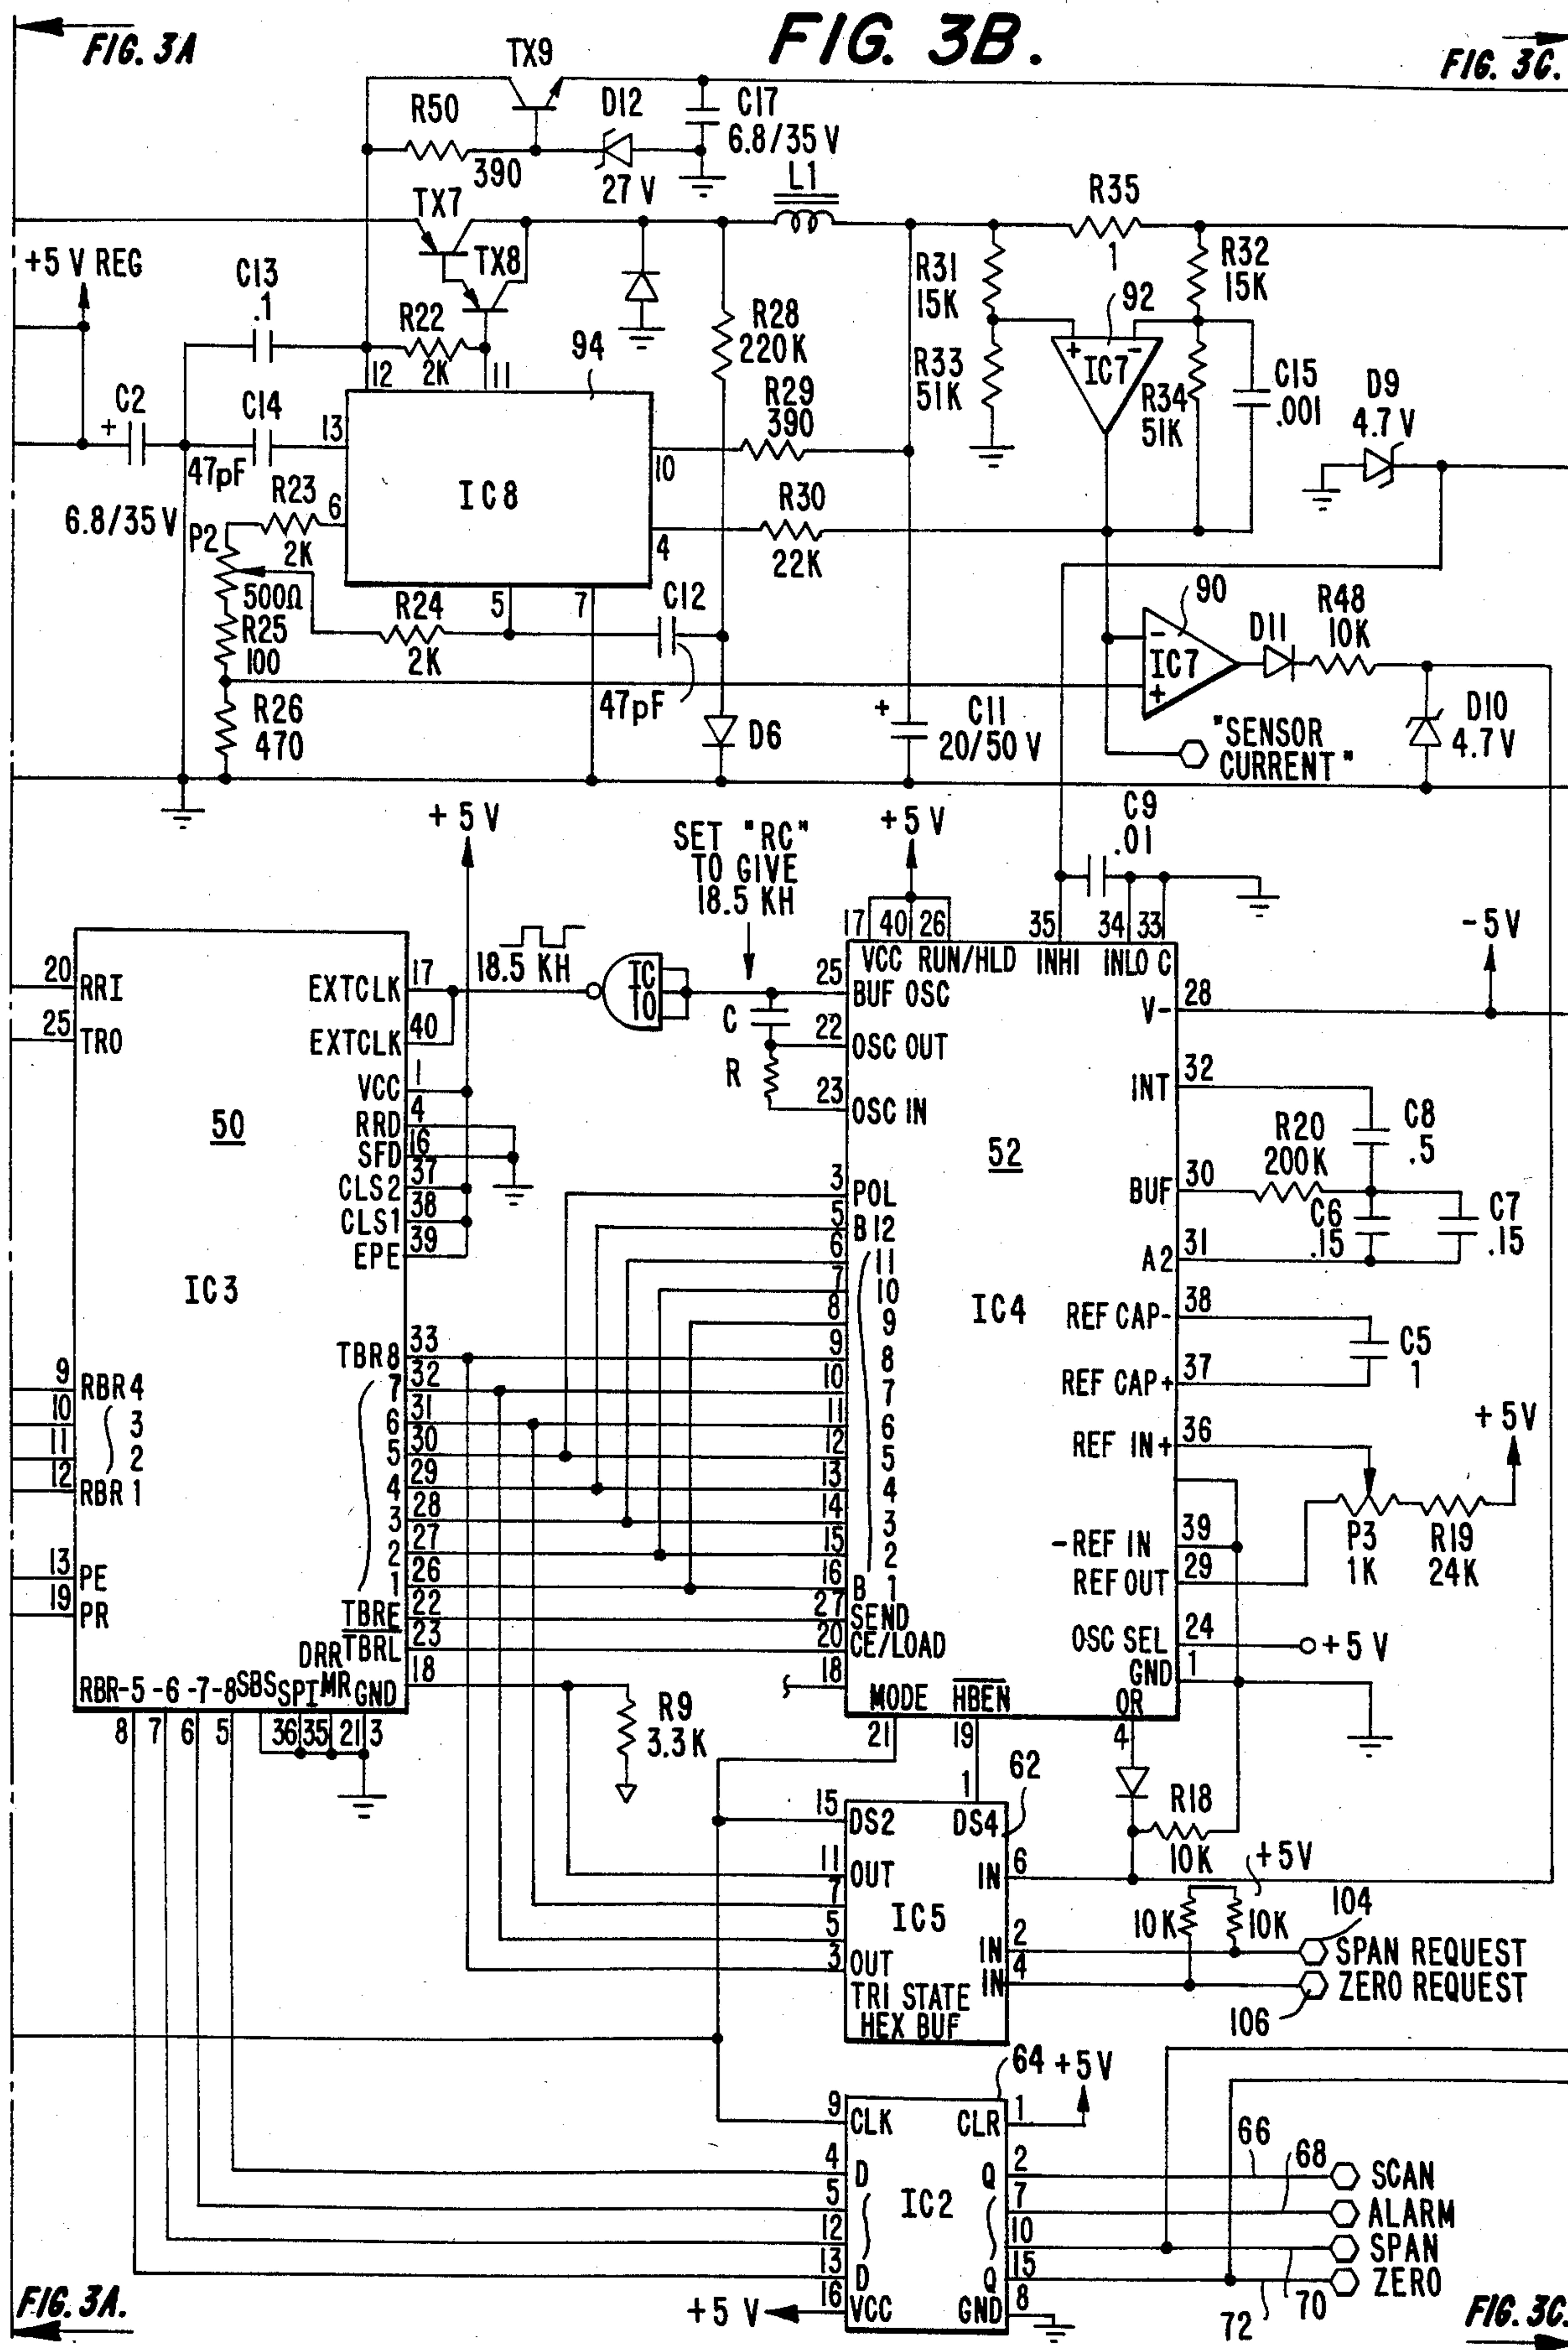 FIG. 3A
FIG. 3B.
FIG. 3C.
TX9
R50
390
D12
27 V
C17
6.8/35 V
L1
TX7
TX8
R35
1
+5 V REG
C13
.1
R22
2K
94
R31
15K
R32
15K
92
R28
220K
R33
51K
+ -
IC7
R34
51K
C15
.001
D9
4.7 V
12
11
C2
+
6.8/35 V
C14
47pF
13
R29
390
10
IC8
R23
2K
6
R30
22K
4
P2
500Ω
R25
100
R24
2K
5
7
C12
47pF
90
-
IC7
+
D11
R48
10K
R26
470
D6
+
C11
20/50 V
"SENSOR
CURRENT"
D10
4.7 V
+5 V
SET "RC"
TO GIVE
18.5 KH
+5 V
C9
.01
17 40 26
35
34 33
-5V
VCC RUN/HLD INHI INLO C
18.5 KH
IC
10
20 RRI
25 TRO
EXTCLK 17
EXTCLK 40
VCC 1
RRD 4
SFD 16
CLS2 37
CLS1 38
EPE 39
50
IC3
C
R
25 BUF OSC
22 OSC OUT
23 OSC IN
V- 28
INT 32
52
C8
.5
R20
200K
BUF 30
C6
.15
C7
.15
A2 31
3 POL
5 B12
6 11
7 10
8 9
9 8
10 7
11 6
12 5
13 4
14 3
15 2
16 B 1
27 SEND
20 CE/LOAD
18
IC4
REF CAP- 38
C5
1
REF CAP+ 37
REF IN+ 36
+5V
-REF IN 39
P3
1K
R19
24K
REF OUT 29
OSC SEL 24
+5 V
GND 1
TBR8 33
7 32
6 31
5 30
4 29
3 28
2 27
1 26
TBRE 22
TBRL 23
18
9 RBR4
10 3
11 2
12 RBR1
13 PE
19 PR
DRR
RBR-5 -6 -7 -8 SBS SPI MR GND
8 7 6 5 36 35 21 3
R9
3.3K
MODE HBEN OR
21 19 4
1
62
15 DS2 DS4
R18
10K
11 OUT
IN 6
7
IC5
5
3 OUT
IN 2
IN 4
TRI STATE
HEX BUF
+5V
10K
10K
104
SPAN REQUEST
ZERO REQUEST
106
64
+5V
9 CLK CLR 1
4 D Q 2
5 7
IC2
12 10
13 D Q 15
16 VCC GND 8
+5 V
66
68
SCAN
ALARM
SPAN
ZERO
72
70
FIG. 3A.
FIG. 3C.